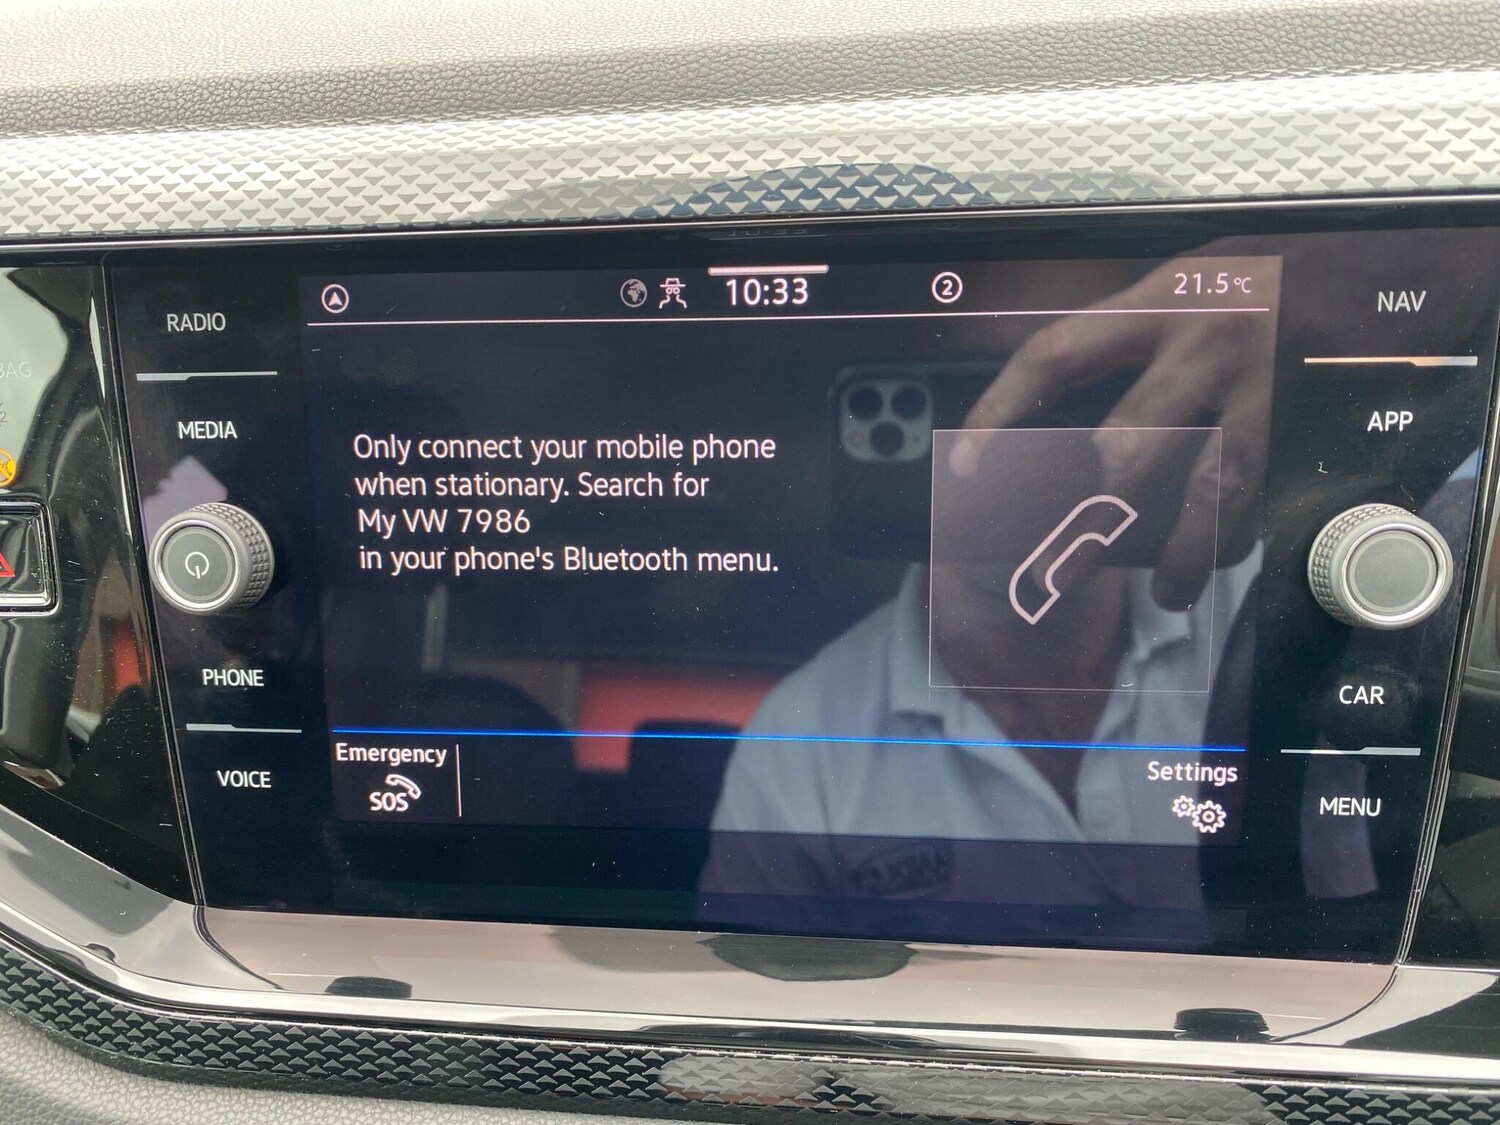 10:33
2
21.5°C
RADIO
MEDIA
PHONE
VOICE
Only connect your mobile phone
when stationary. Search for
My VW 7986
in your phone's Bluetooth menu.
Emergency
SOS
Settings
NAV
APP
CAR
MENU